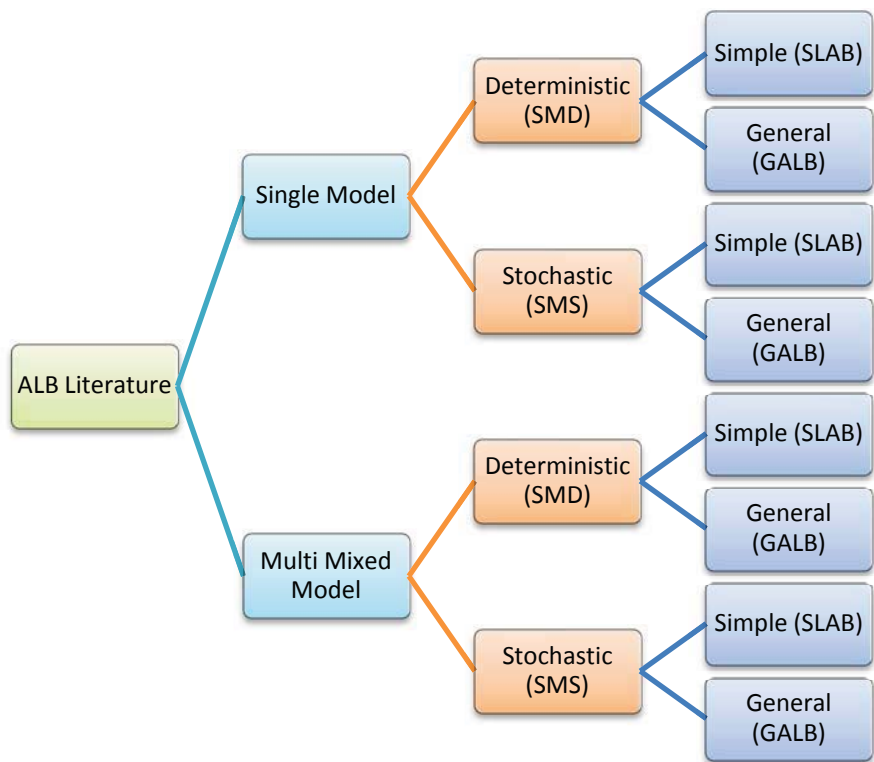 ALB Literature
Single Model
Deterministic
(SMD)
Simple (SLAB)
General
(GALB)
Stochastic
(SMS)
Simple (SLAB)
General
(GALB)
Multi Mixed
Model
Deterministic
(SMD)
Simple (SLAB)
General
(GALB)
Stochastic
(SMS)
Simple (SLAB)
General
(GALB)